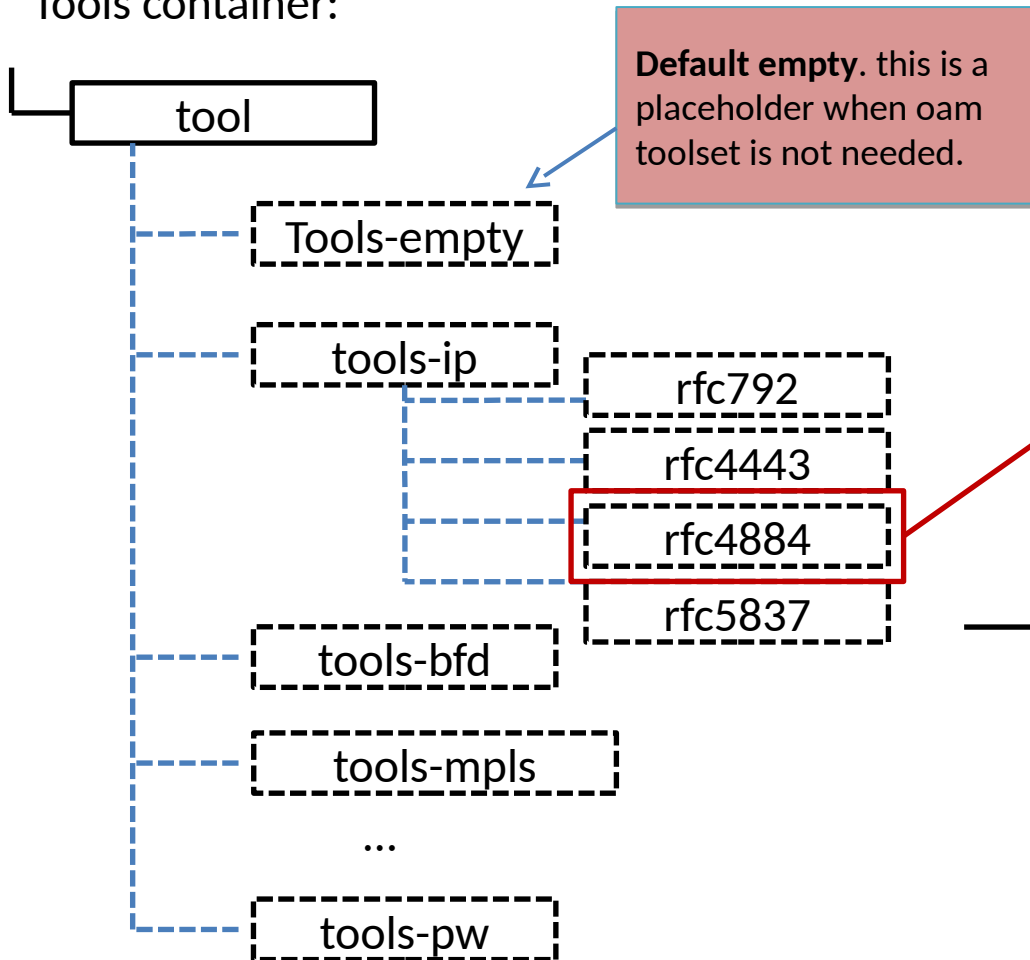 Tools container:
Default empty. this is a
placeholder when oam
toolset is not needed.
tool
Tools-empty
tools-ip
rfc792
rfc4443
rfc4884
rfc5837
tools-bfd
tools-mpls
...
tools-pw